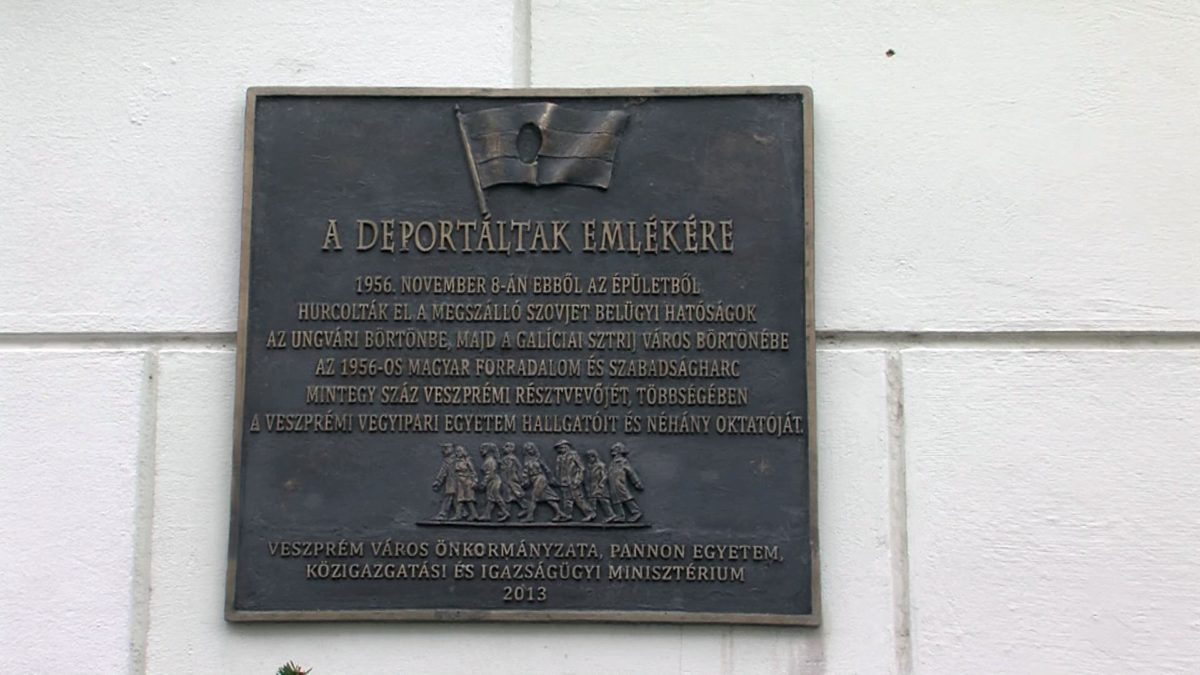 A DEPORTÁLTAK EMLÉKÉRE
1956. NOVEMBER 8-ÁN EBBŐL AZ ÉPÜLETBŐL
HURCOLTÁK EL A MEGSZÁLLÓ SZOVJET BELÜGYI HATÓSÁGOK
AZ UNGVÁRI BÖRTÖNBE, MAJD A GALÍCIAI SZTRIJ VÁROS BÖRTÖNÉBE
AZ 1956-OS MAGYAR FORRADALOM ÉS SZABADSÁGHARC
MINTEGY SZÁZ VESZPRÉMI RÉSZTVEVŐJÉT, TÖBBSÉGÉBEN
A VESZPRÉMI VEGYIPARI EGYETEM HALLGATÓIT ÉS NÉHÁNY OKTATÓJÁT.
VESZPRÉM VÁROS ÖNKORMÁNYZATA, PANNON EGYETEM,
KÖZIGAZGATÁSI ÉS IGAZSÁGÜGYI MINISZTÉRIUM
2013